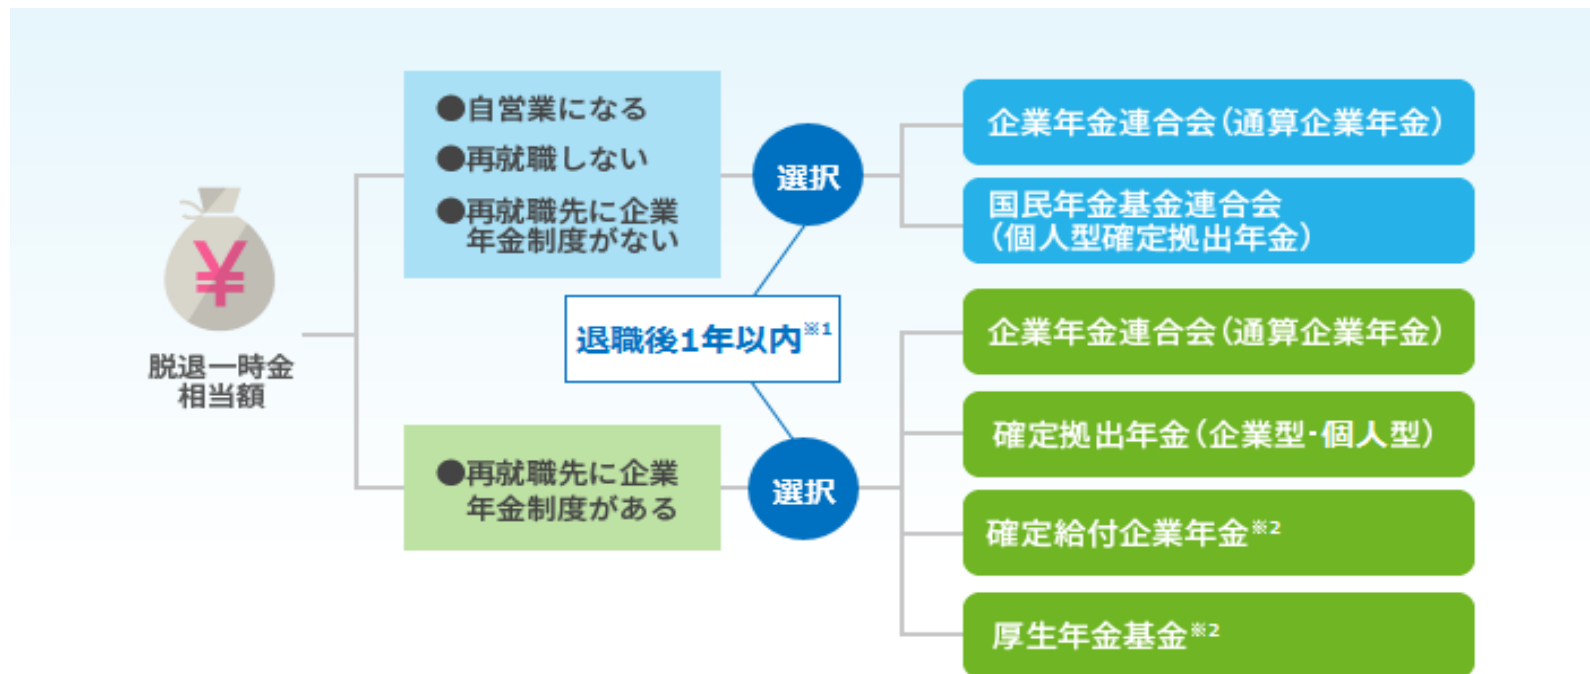 ¥
脱退一時金
相当額
●自営業になる
●再就職しない
●再就職先に企業
年金制度がない
選択
企業年金連合会（通算企業年金）
国民年金基金連合会
（個人型確定拠出年金）
退職後1年以内※1
●再就職先に企業
年金制度がある
選択
企業年金連合会（通算企業年金）
確定拠出年金（企業型・個人型）
確定給付企業年金※2
厚生年金基金※2